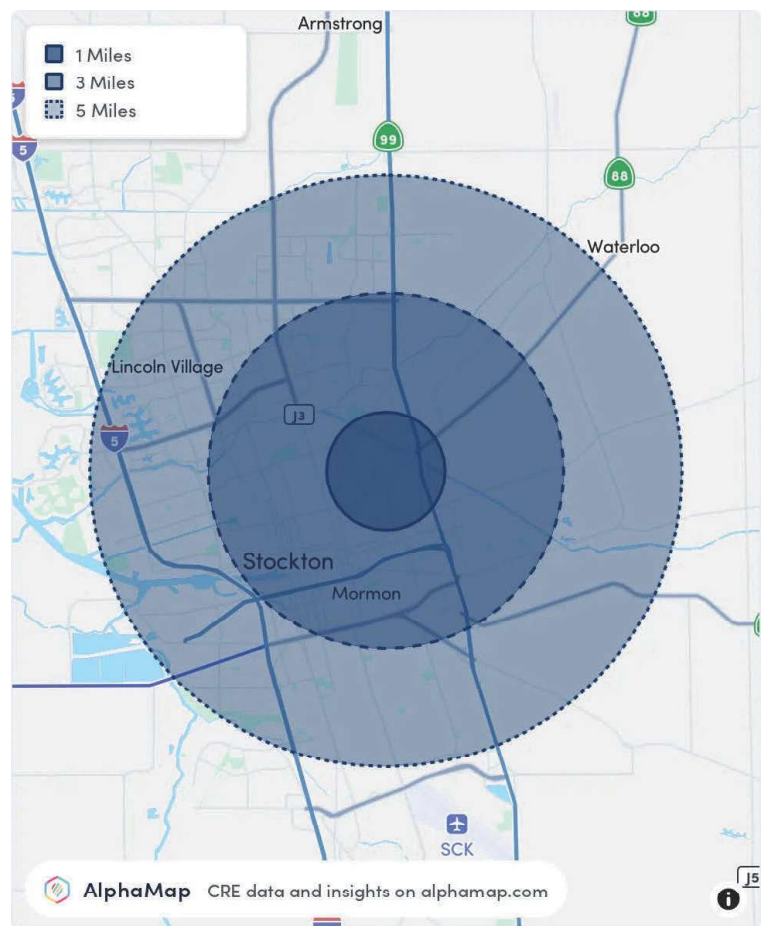 Armstrong
88
1 Miles
3 Miles
5 Miles
99
5
88
Waterloo
Lincoln Village
J3
5
Stockton
Mormon
SCK
J5
AlphaMap CRE data and insights on alphamap.com
i